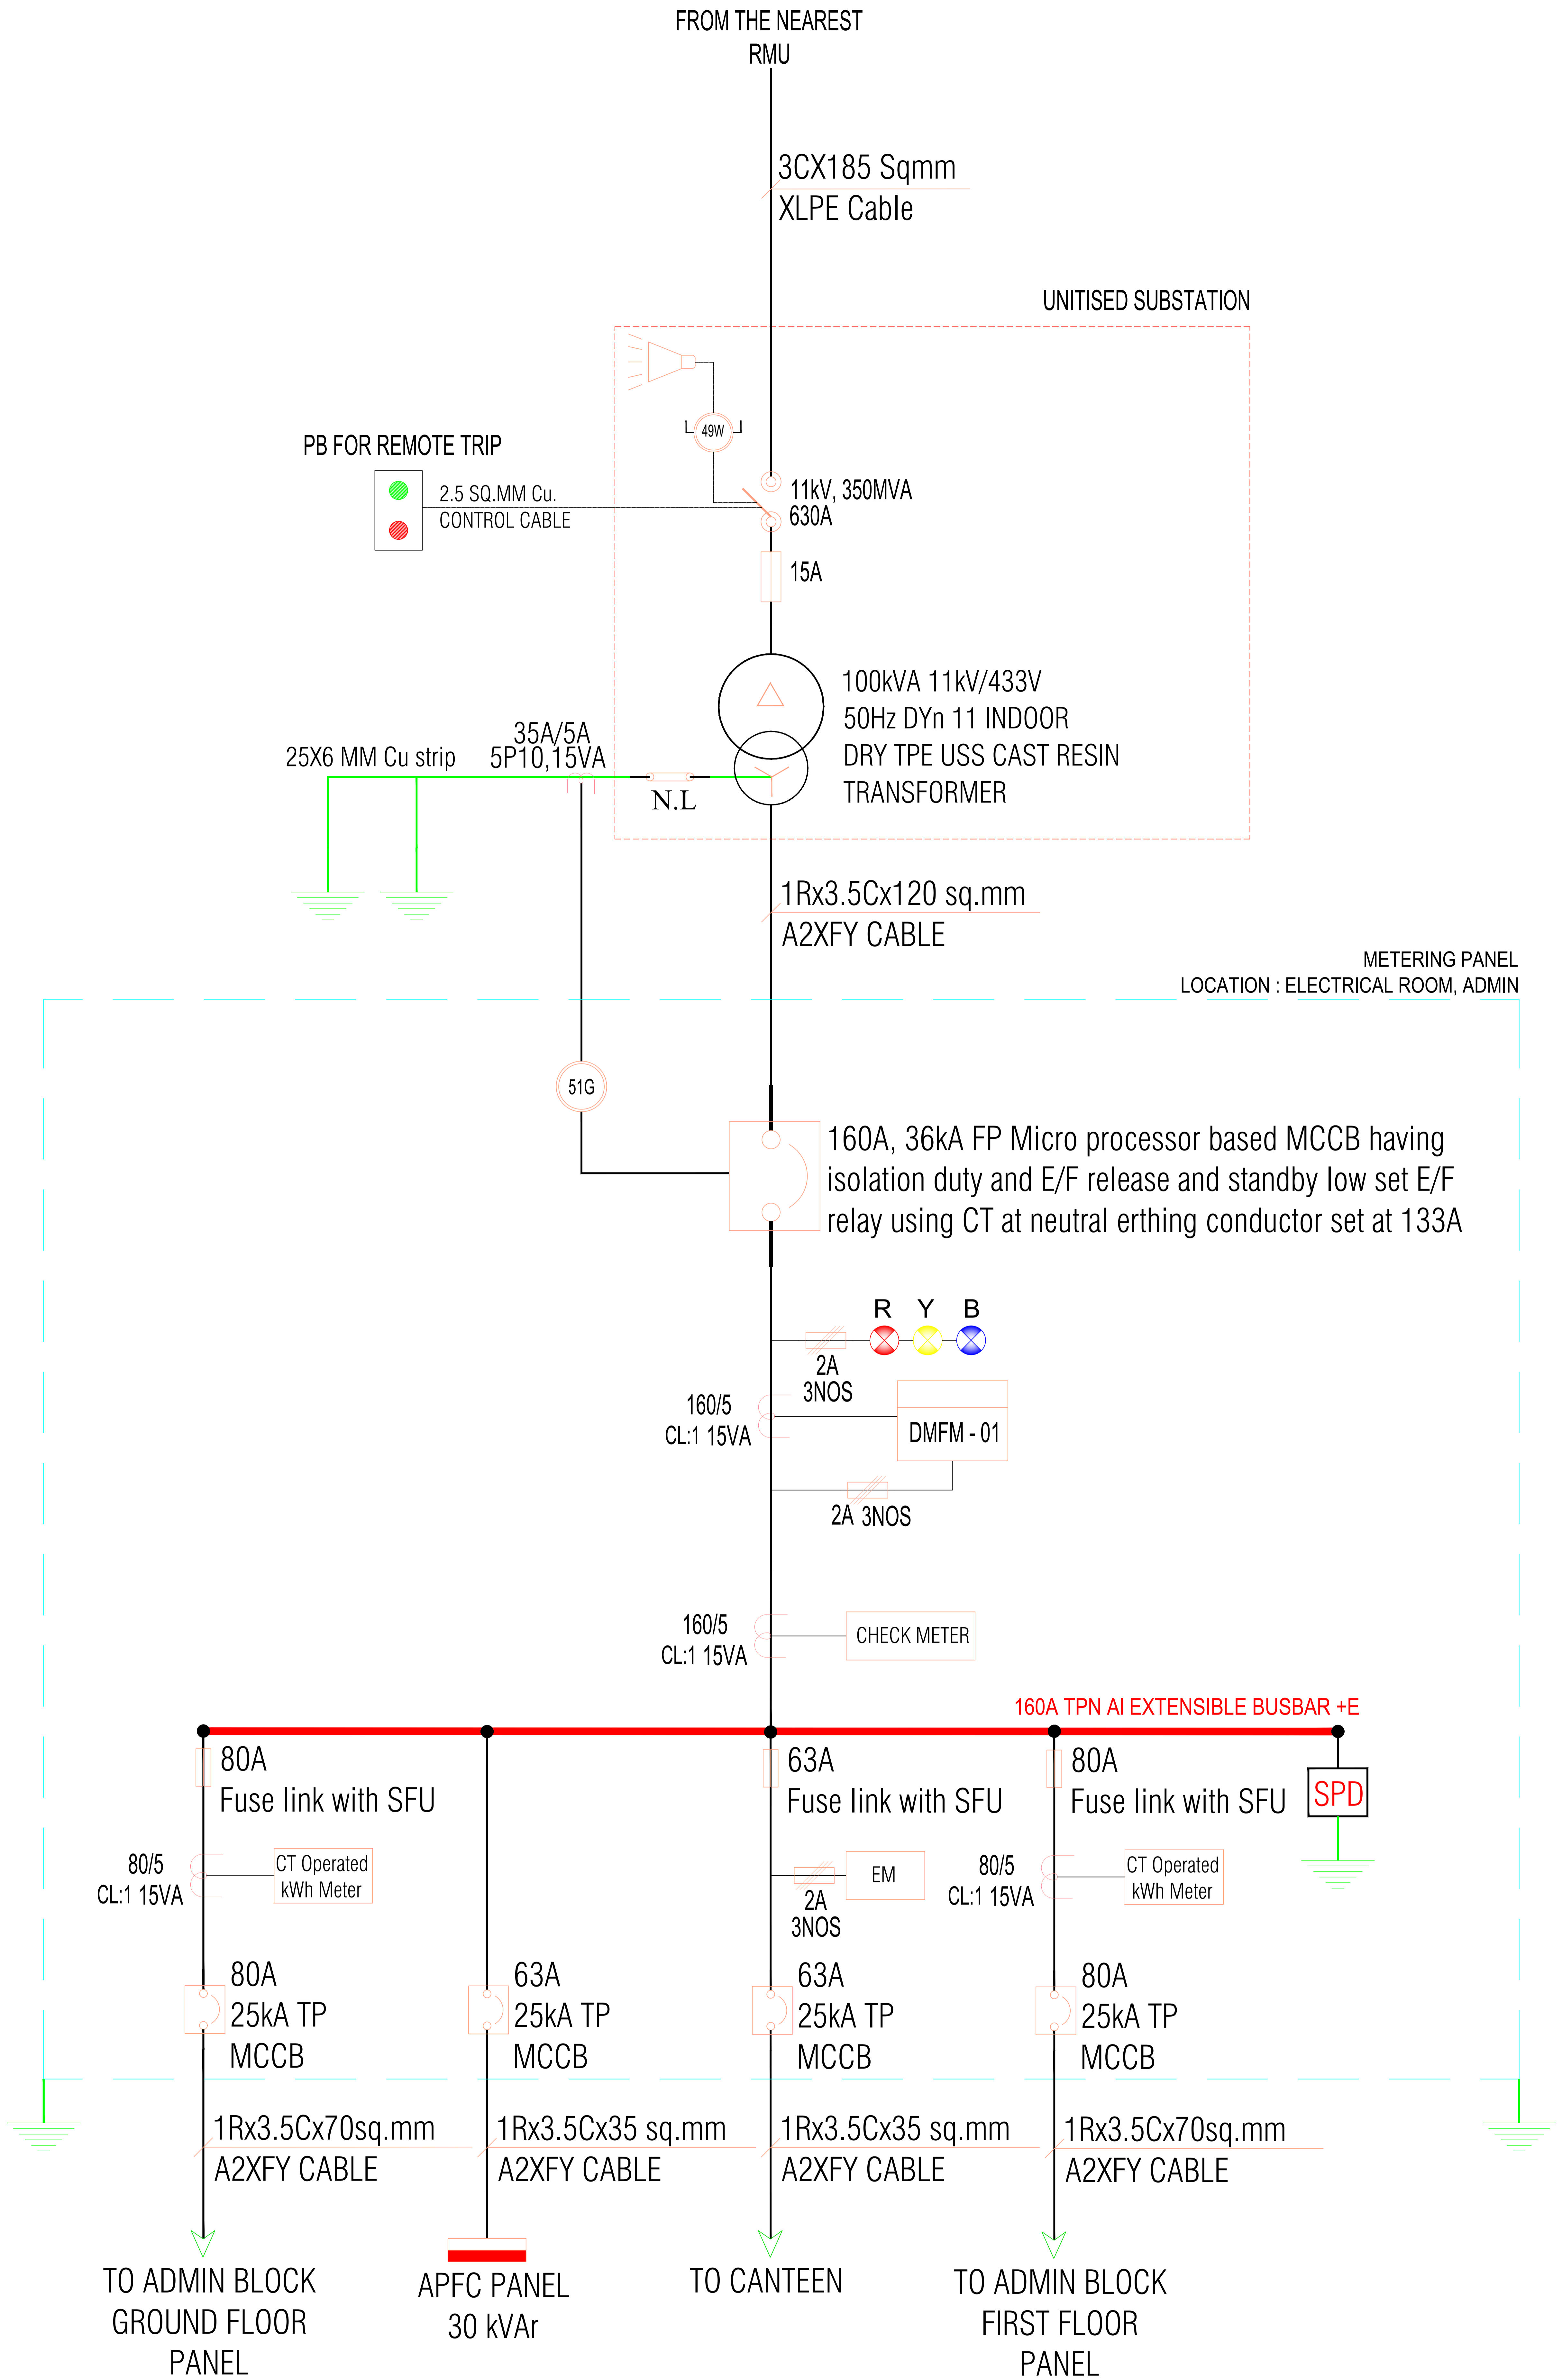 FROM THE NEAREST
RMU
3CX185 Sqmm
XLPE Cable
UNITISED SUBSTATION
49W
PB FOR REMOTE TRIP
2.5 SQ.MM Cu.
CONTROL CABLE
11kV, 350MVA
630A
15A
100kVA 11kV/433V
50Hz DYn 11 INDOOR
DRY TPE USS CAST RESIN
TRANSFORMER
35A/5A
5P10,15VA
25X6 MM Cu strip
N.L
1Rx3.5Cx120 sq.mm
A2XFY CABLE
METERING PANEL
LOCATION : ELECTRICAL ROOM, ADMIN
51G
160A, 36kA FP Micro processor based MCCB having
isolation duty and E/F release and standby low set E/F
relay using CT at neutral erthing conductor set at 133A
R Y B
2A
3NOS
160/5
CL:1 15VA
DMFM - 01
2A 3NOS
160/5
CL:1 15VA
CHECK METER
160A TPN Al EXTENSIBLE BUSBAR +E
80A
Fuse link with SFU
63A
Fuse link with SFU
80A
Fuse link with SFU
SPD
80/5
CL:1 15VA
CT Operated
kWh Meter
EM
2A
3NOS
80/5
CL:1 15VA
CT Operated
kWh Meter
80A
25kA TP
MCCB
63A
25kA TP
MCCB
63A
25kA TP
MCCB
80A
25kA TP
MCCB
1Rx3.5Cx70sq.mm
A2XFY CABLE
1Rx3.5Cx35 sq.mm
A2XFY CABLE
1Rx3.5Cx35 sq.mm
A2XFY CABLE
1Rx3.5Cx70sq.mm
A2XFY CABLE
TO ADMIN BLOCK
GROUND FLOOR
PANEL
APFC PANEL
30 kVAr
TO CANTEEN
TO ADMIN BLOCK
FIRST FLOOR
PANEL